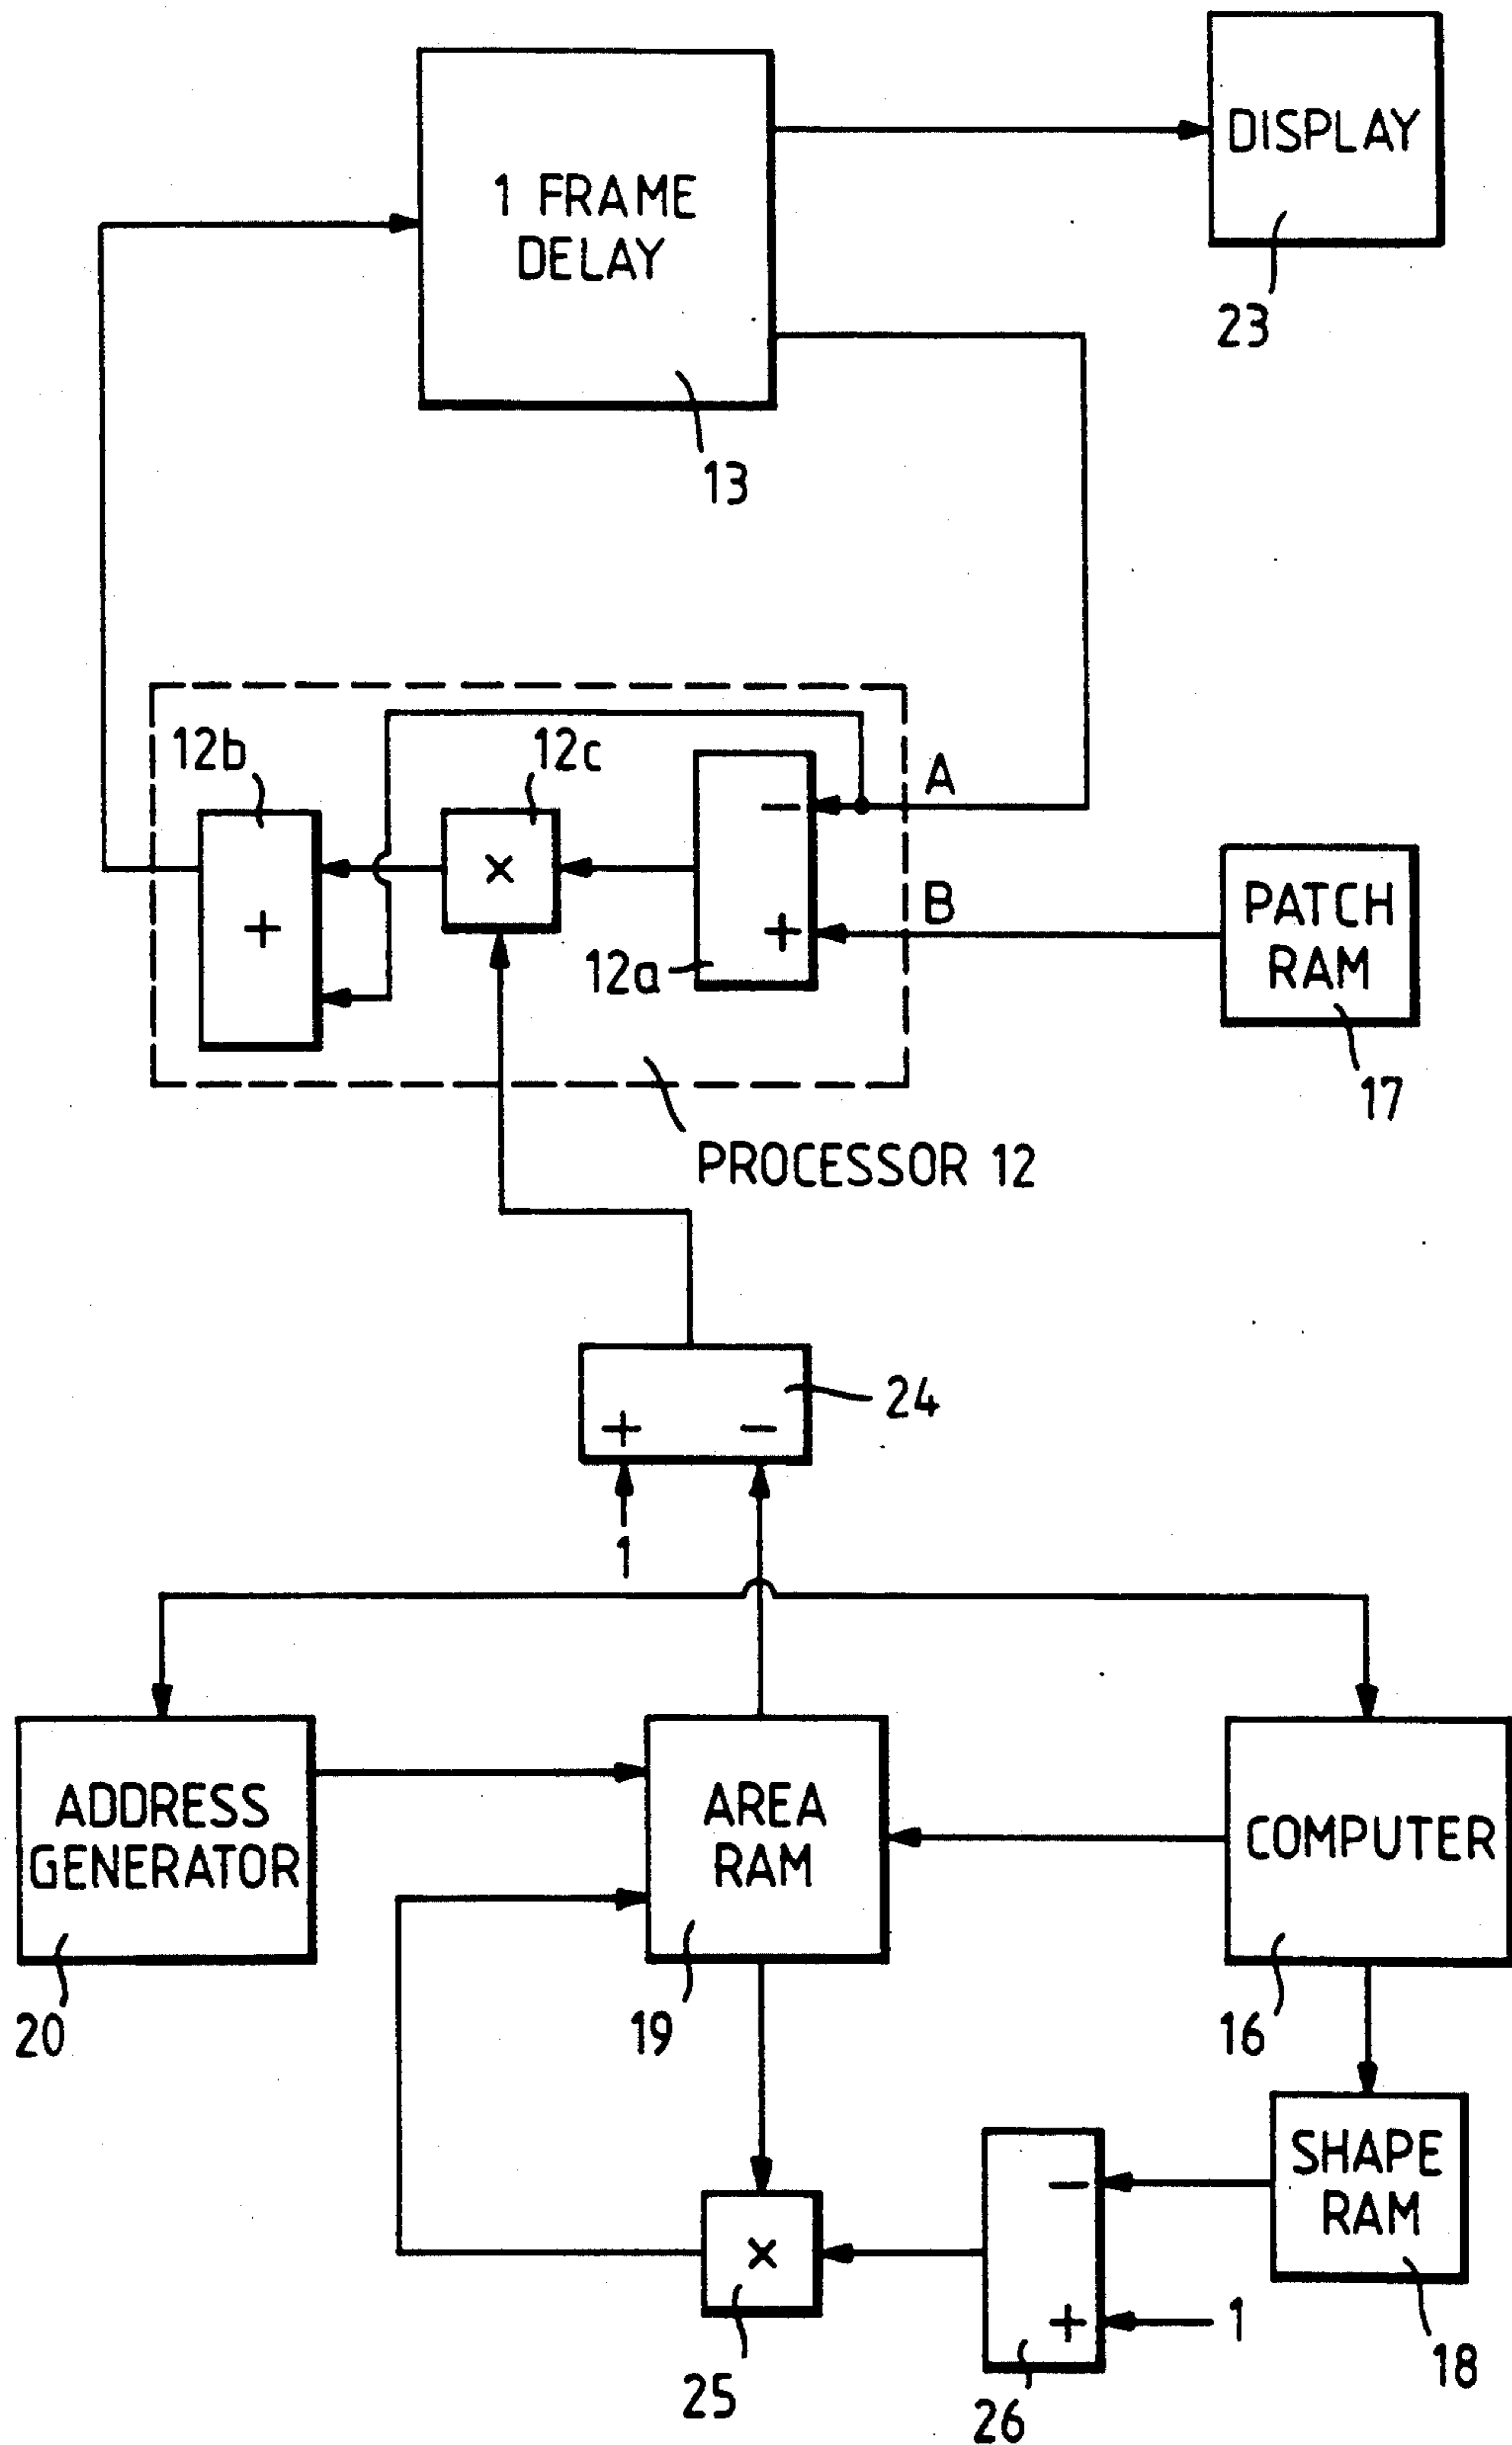 1 FRAME
DELAY
DISPLAY
23
13
12b
12c
A
−
×
B
PATCH
RAM
+
+
12a
17
PROCESSOR 12
24
+ −
1
ADDRESS
GENERATOR
AREA
RAM
COMPUTER
20
19
16
SHAPE
RAM
−
×
+
1
18
25
26